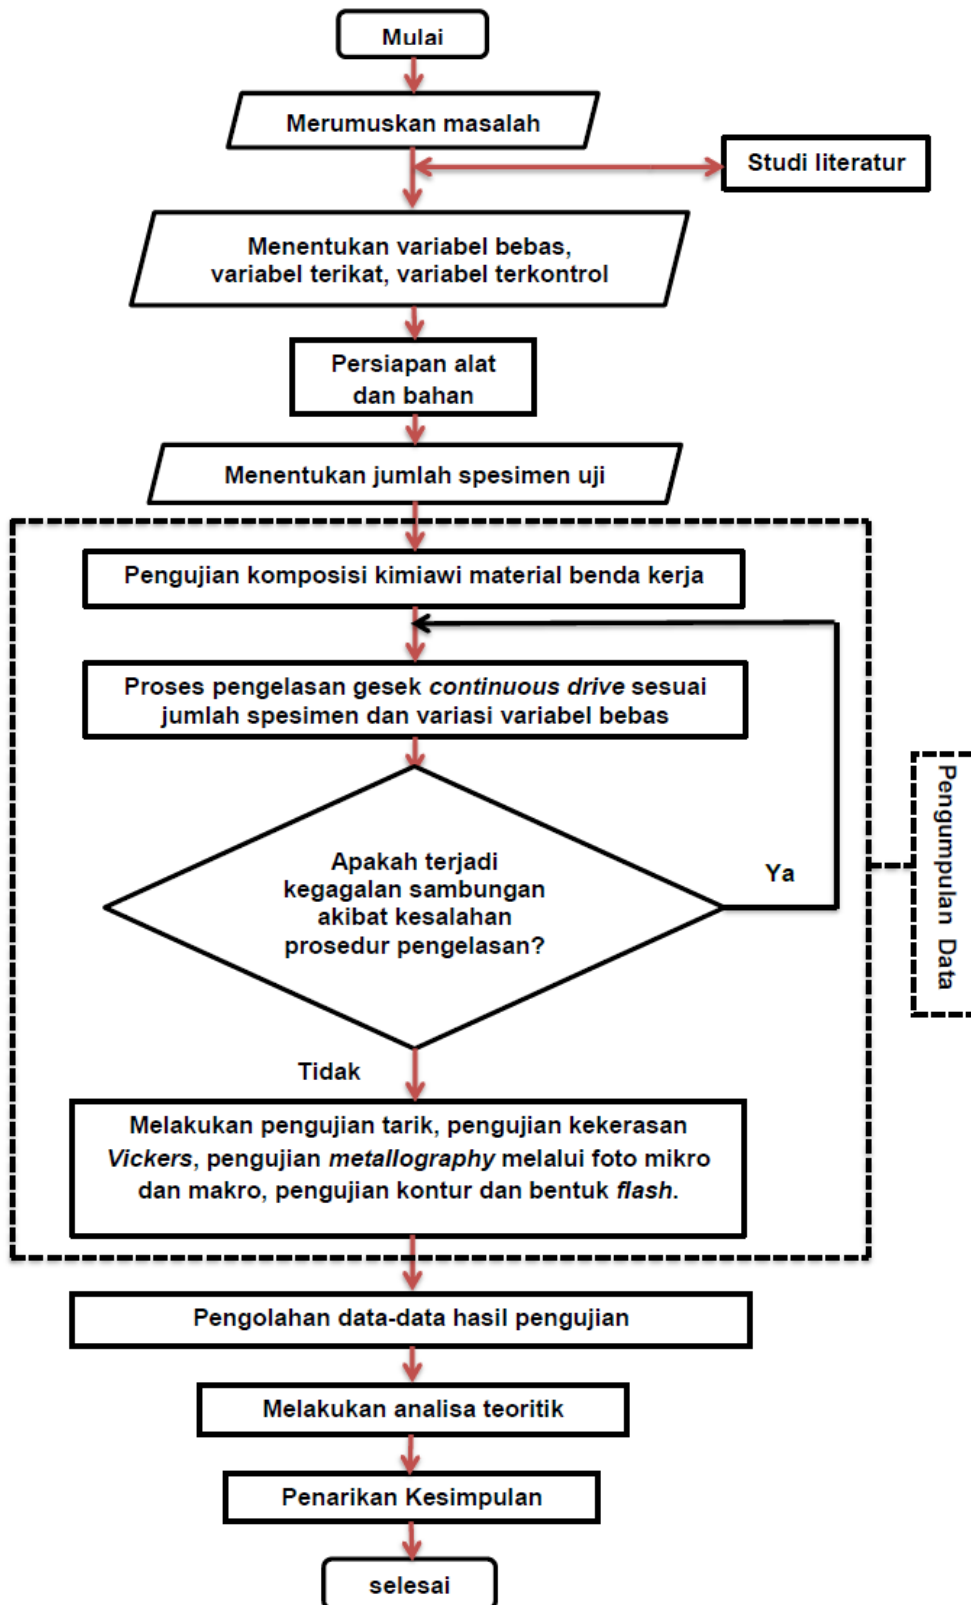 Mulai
Merumuskan masalah
Studi literatur
Menentukan variabel bebas,
variabel terikat, variabel terkontrol
Persiapan alat
dan bahan
Menentukan jumlah spesimen uji
Pengujian komposisi kimiawi material benda kerja
Proses pengelasan gesek continuous drive sesuai
jumlah spesimen dan variasi variabel bebas
Apakah terjadi
kegagalan sambungan
akibat kesalahan
prosedur pengelasan?
Ya
Pengumpulan Data
Tidak
Melakukan pengujian tarik, pengujian kekerasan
Vickers, pengujian metallography melalui foto mikro
dan makro, pengujian kontur dan bentuk flash.
Pengolahan data-data hasil pengujian
Melakukan analisa teoritik
Penarikan Kesimpulan
selesai